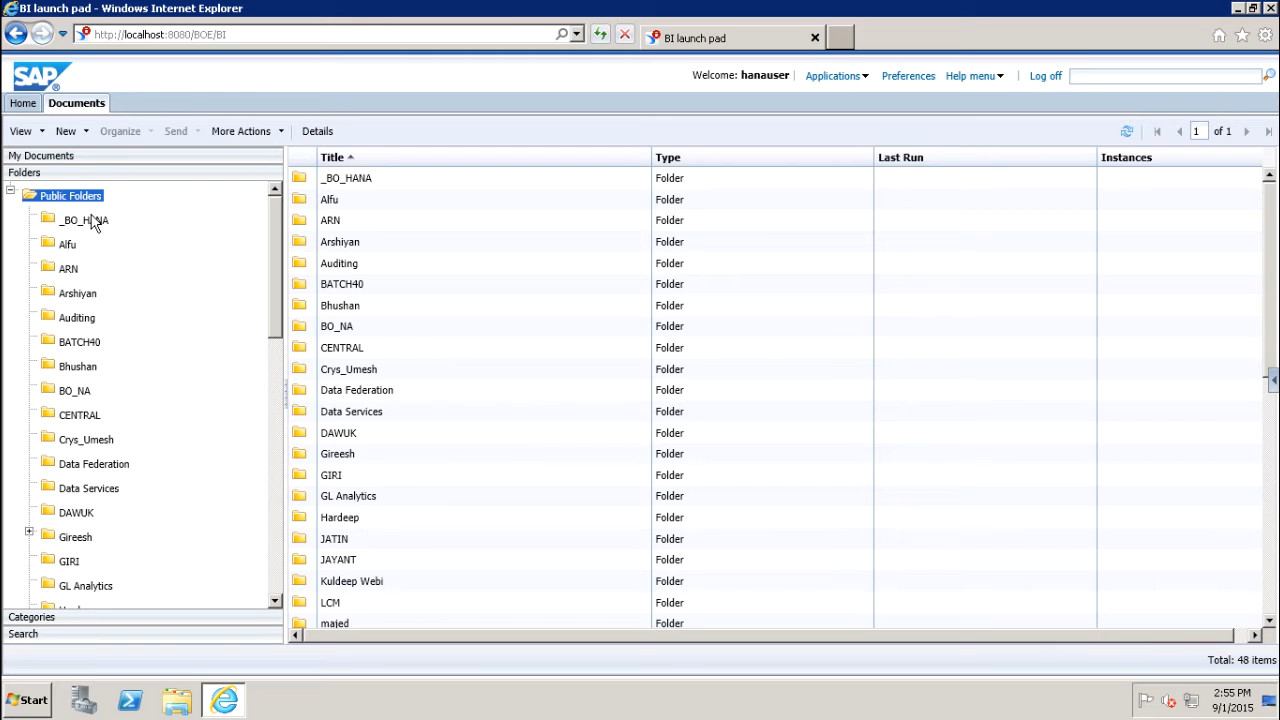 BI launch pad - Windows Internet Explorer
http://localhost:8080/BOE/BI
BI launch pad
SAP
Welcome: hanauser
Applications
Preferences
Help menu
Log off
Home
Documents
View
New
Organize
Send
More Actions
Details
1
of 1
My Documents
Folders
Public Folders
_BO_HANA
Alfu
ARN
Arshiyan
Auditing
BATCH40
Bhushan
BO_NA
CENTRAL
Crys_Umesh
Data Federation
Data Services
DAWUK
Gireesh
GIRI
GL Analytics
Categories
Search
Title Type Last Run Instances
_BO_HANA Folder
Alfu Folder
ARN Folder
Arshiyan Folder
Auditing Folder
BATCH40 Folder
Bhushan Folder
BO_NA Folder
CENTRAL Folder
Crys_Umesh Folder
Data Federation Folder
Data Services Folder
DAWUK Folder
Gireesh Folder
GIRI Folder
GL Analytics Folder
Hardeep Folder
JATIN Folder
JAYANT Folder
Kuldeep Webi Folder
LCM Folder
majed Folder
Total: 48 items
Start
2:55 PM
9/1/2015